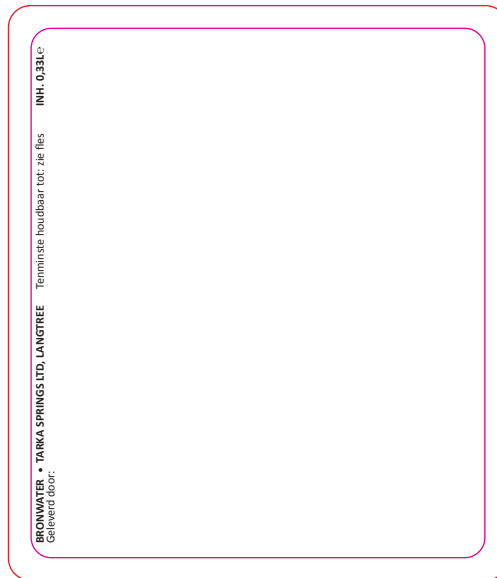 BRONWATER • TARKA SPRINGS LTD, LANGTREE Tenminste houdbaar tot: zie fles INH. 0,33L℮
Geleverd door: